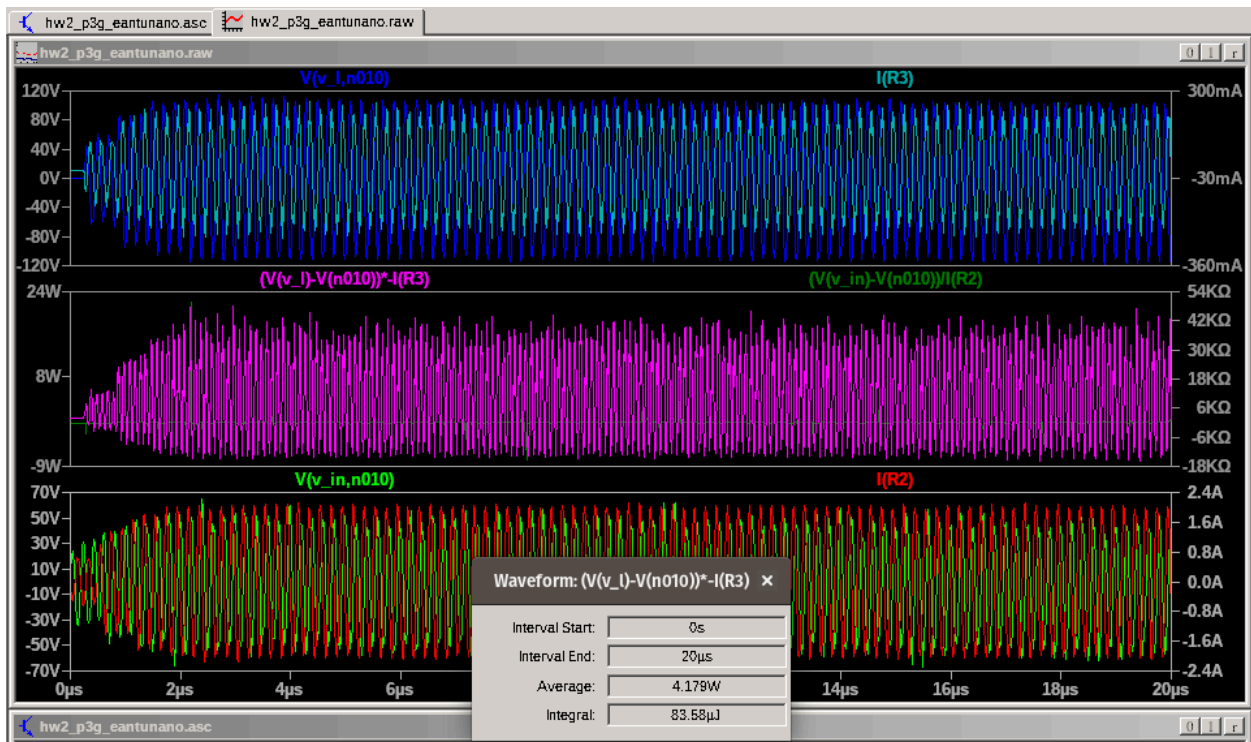 hw2_p3g_eantunano.asc hw2_p3g_eantunano.raw
hw2_p3g_eantunano.raw
V(v_l,n010) I(R3)
120V 300mA
80V
40V
0V -30mA
-40V
-80V
-120V -360mA
(V(v_l)-V(n010))*-I(R3) (V(v_in)-V(n010))/I(R2)
24W 54KΩ
42KΩ
30KΩ
8W 18KΩ
6KΩ
-6KΩ
-9W -18KΩ
V(v_in,n010) I(R2)
70V 2.4A
50V 1.6A
30V 0.8A
10V
-10V 0.0A
-30V -0.8A
-50V -1.6A
-70V -2.4A
0µs 2µs 4µs 6µs 14µs 16µs 18µs 20µs
Waveform: (V(v_l)-V(n010))*-I(R3) ×
Interval Start: 0s
Interval End: 20µs
Average: 4.179W
Integral: 83.58µJ
hw2_p3g_eantunano.asc